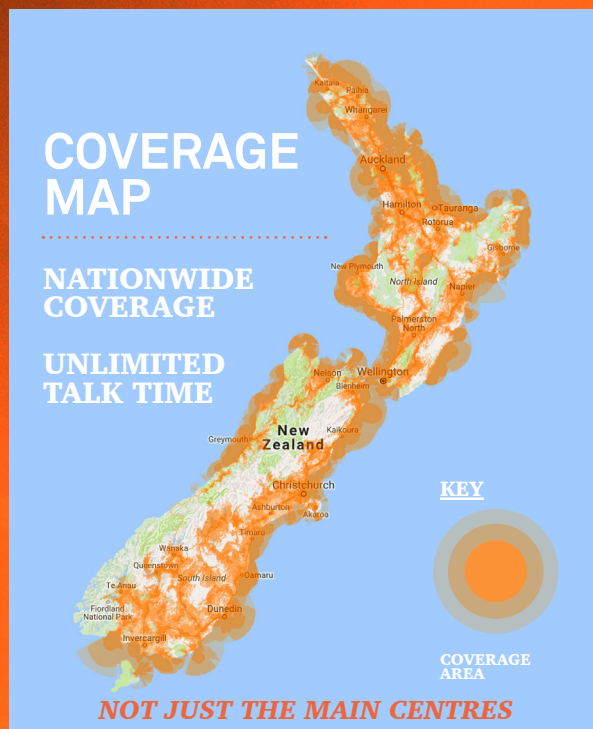 COVERAGE
MAP
NATIONWIDE
COVERAGE
UNLIMITED
TALK TIME
Kaitaia
Paihia
Whangarei
Auckland
Hamilton
Tauranga
Rotorua
Gisborne
New Plymouth
North Island
Napier
Palmerston
North
Nelson
Wellington
Blenheim
New
Zealand
Kaikoura
Greymouth
Christchurch
Ashburton
Akaroa
Timaru
Wanaka
Queenstown
South Island
Oamaru
Te Anau
Fiordland
National Park
Dunedin
Invercargill
KEY
COVERAGE
AREA
NOT JUST THE MAIN CENTRES